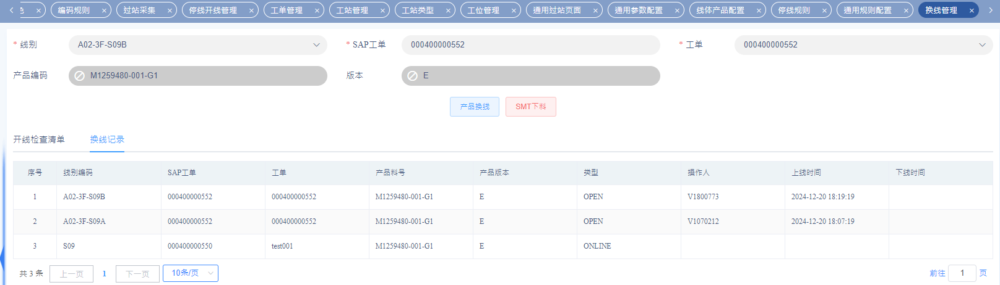 编码规则 × 过站采集 × 停线开线管理 × 工单管理 × 工站管理 × 工站类型 × 工位管理 × 通用过站页面 × 通用参数配置 × 线体产品配置 × 停线规则 × 通用规则配置 × 换线管理 ×
* 线别 A02-3F-S09B * SAP工单 000400000552 * 工单 000400000552
产品编码 M1259480-001-G1 版本 E
产品换线 SMT下料
开线检查清单 换线记录
序号 线别编码 SAP工单 工单 产品料号 产品版本 类型 操作人 上线时间 下线时间
1 A02-3F-S09B 000400000552 000400000552 M1259480-001-G1 E OPEN V1800773 2024-12-20 18:19:19
2 A02-3F-S09A 000400000552 000400000552 M1259480-001-G1 E OPEN V1070212 2024-12-20 18:07:19
3 S09 000400000550 test001 M1259480-001-G1 E ONLINE
共 3 条 上一页 1 下一页 10条/页 前往 1 页